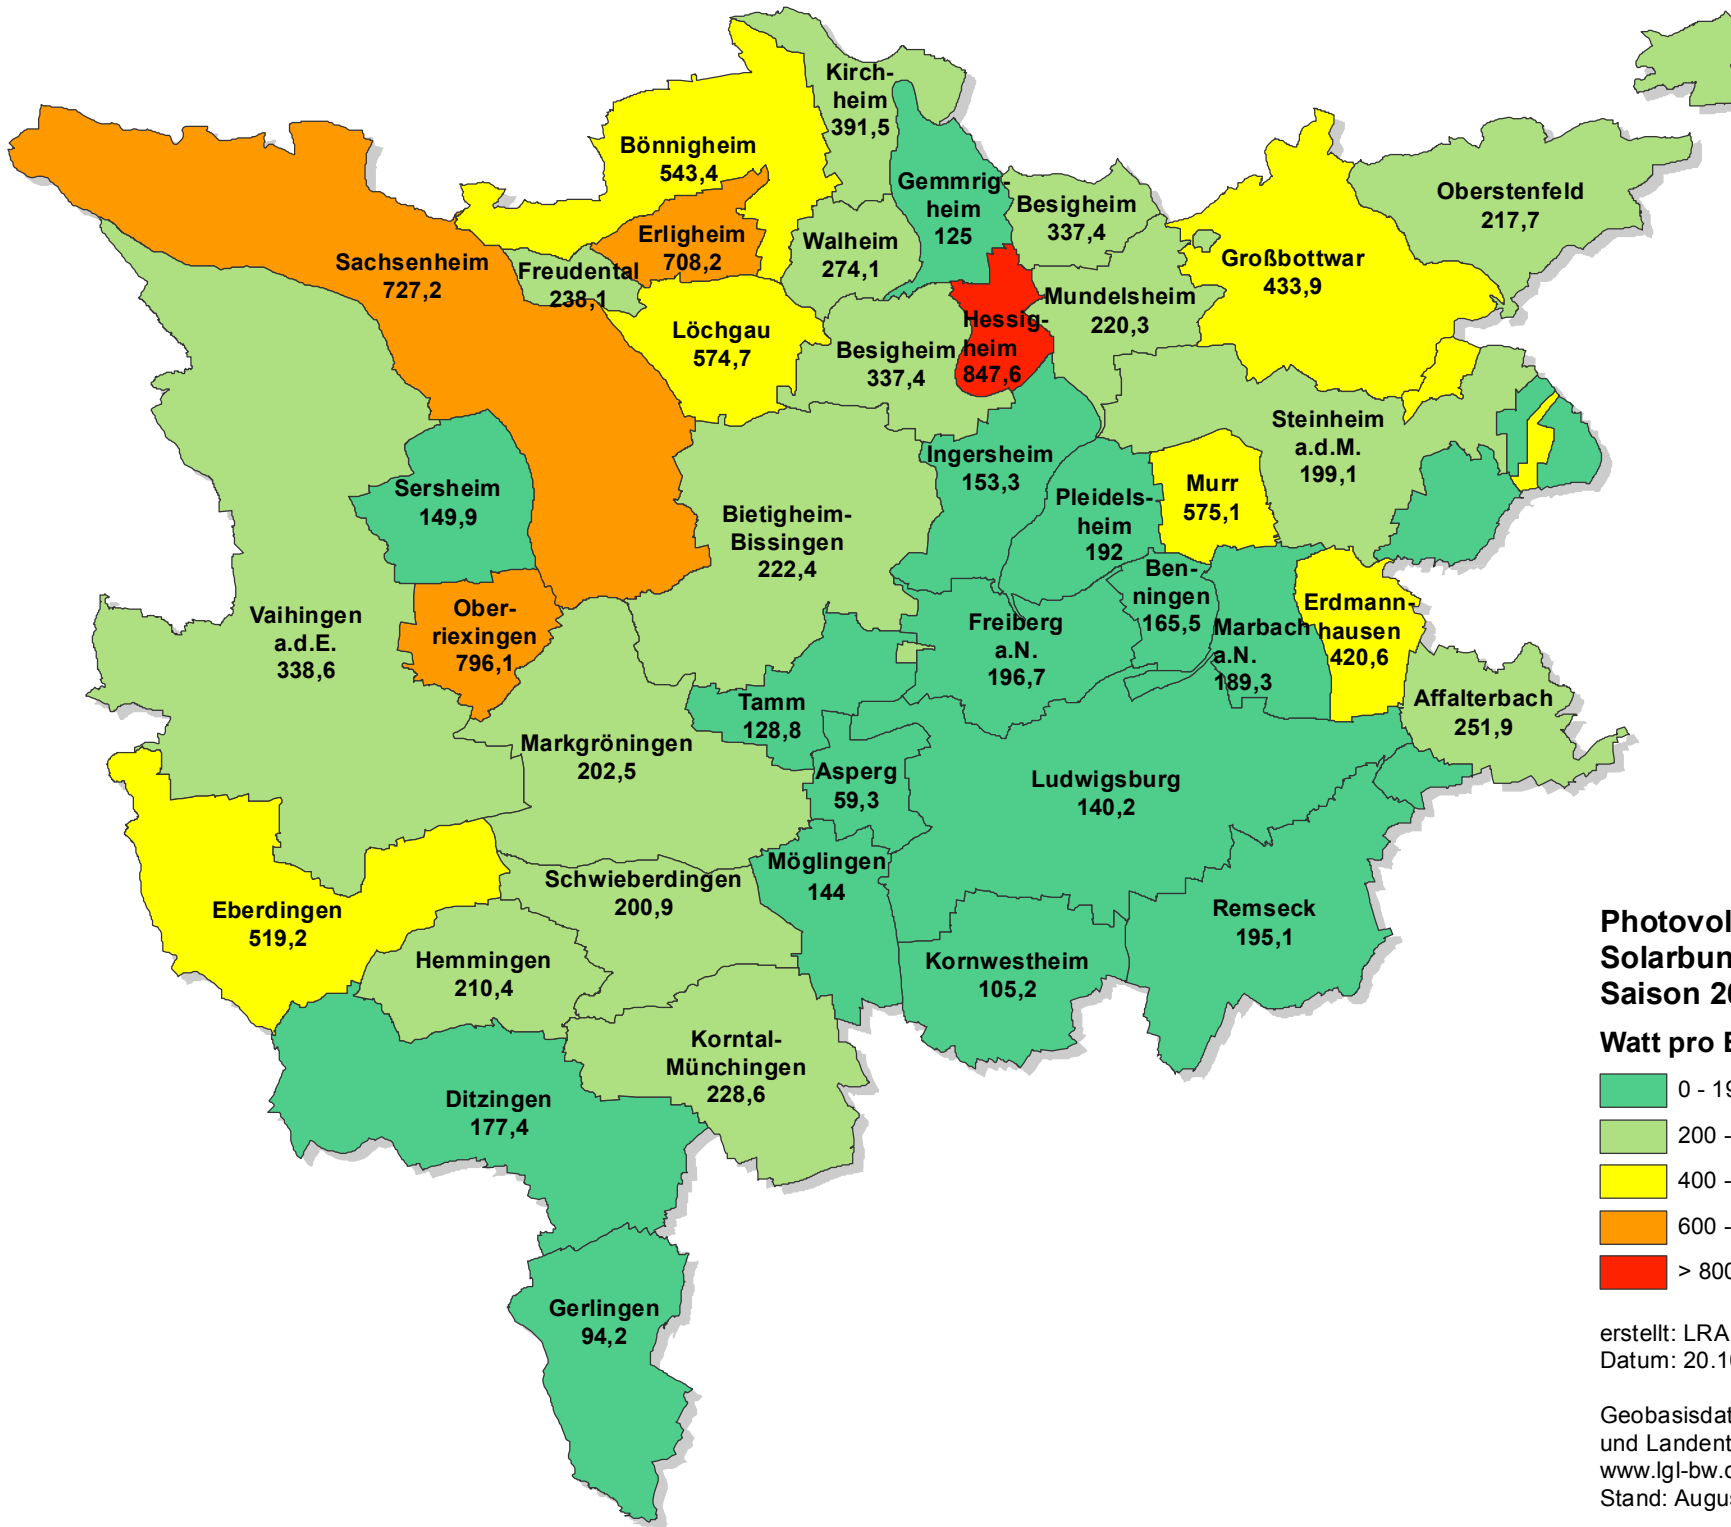 Kirch-
heim
391,5
Bönnigheim
543,4
Gemmrig-
heim
125
Besigheim
337,4
Oberstenfeld
217,7
Erligheim
708,2
Walheim
274,1
Großbottwar
433,9
Sachsenheim
727,2
Freudental
238,1
Mundelsheim
220,3
Löchgau
574,7
Besigheim
337,4
Hessig-
heim
847,6
Steinheim
a.d.M.
199,1
Ingersheim
153,3
Sersheim
149,9
Murr
575,1
Pleidels-
heim
192
Bietigheim-
Bissingen
222,4
Ben-
ningen
165,5
Vaihingen
a.d.E.
338,6
Ober-
riexingen
796,1
Freiberg
a.N.
196,7
Marbach
a.N.
189,3
Erdmann-
hausen
420,6
Affalterbach
251,9
Tamm
128,8
Markgröningen
202,5
Asperg
59,3
Ludwigsburg
140,2
Möglingen
144
Schwieberdingen
200,9
Eberdingen
519,2
Remseck
195,1
Hemmingen
210,4
Kornwestheim
105,2
Korntal-
Münchingen
228,6
Ditzingen
177,4
Gerlingen
94,2
Photovol
Solarbun
Saison 20
Watt pro E
0 - 19
200 -
400 -
600 -
> 800
erstellt: LRA
Datum: 20.10
Geobasisdat
und Landent
www.lgl-bw.d
Stand: Augus